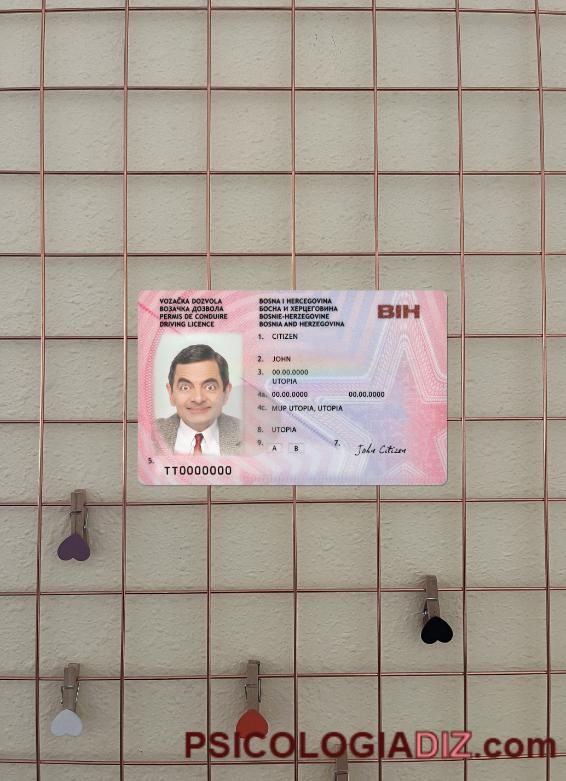 VOZAČKA DOZVOLA
ВОЗАЧКА ДОЗВОЛА
PERMIS DE CONDUIRE
DRIVING LICENCE
BOSNA I HERCEGOVINA
БОСНА И ХЕРЦЕГОВИНА
BOSNIE-HERZEGOVINE
BOSNIA AND HERZEGOVINA
BIH
1. CITIZEN
2. JOHN
3. 00.00.0000
UTOPIA
4a. 00.00.0000 00.00.0000
4c. MUP UTOPIA, UTOPIA
8. UTOPIA
9. A B
7. John Citizen
5. TT0000000
PSICOLOGIADIZ.com